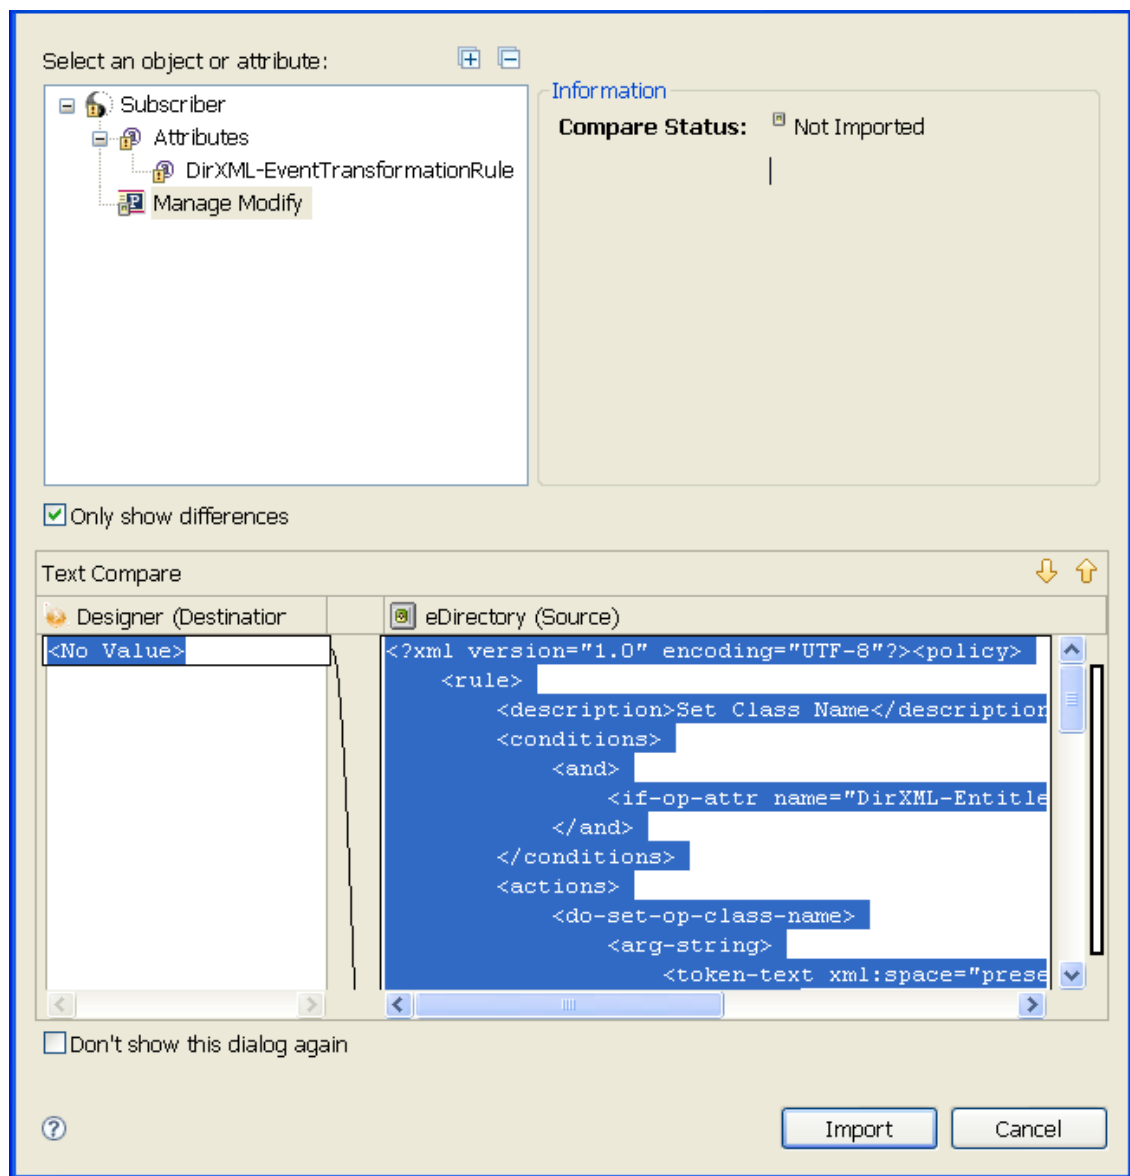 Select an object or attribute:
Subscriber
Attributes
DirXML-EventTransformationRule
Manage Modify
Information
Compare Status: Not Imported
Only show differences
Text Compare
Designer (Destination
eDirectory (Source)
<No Value>
<?xml version="1.0" encoding="UTF-8"?><policy>
<rule>
<description>Set Class Name</description
<conditions>
<and>
<if-op-attr name="DirXML-Entitle
</and>
</conditions>
<actions>
<do-set-op-class-name>
<arg-string>
<token-text xml:space="prese
Don't show this dialog again
Import
Cancel